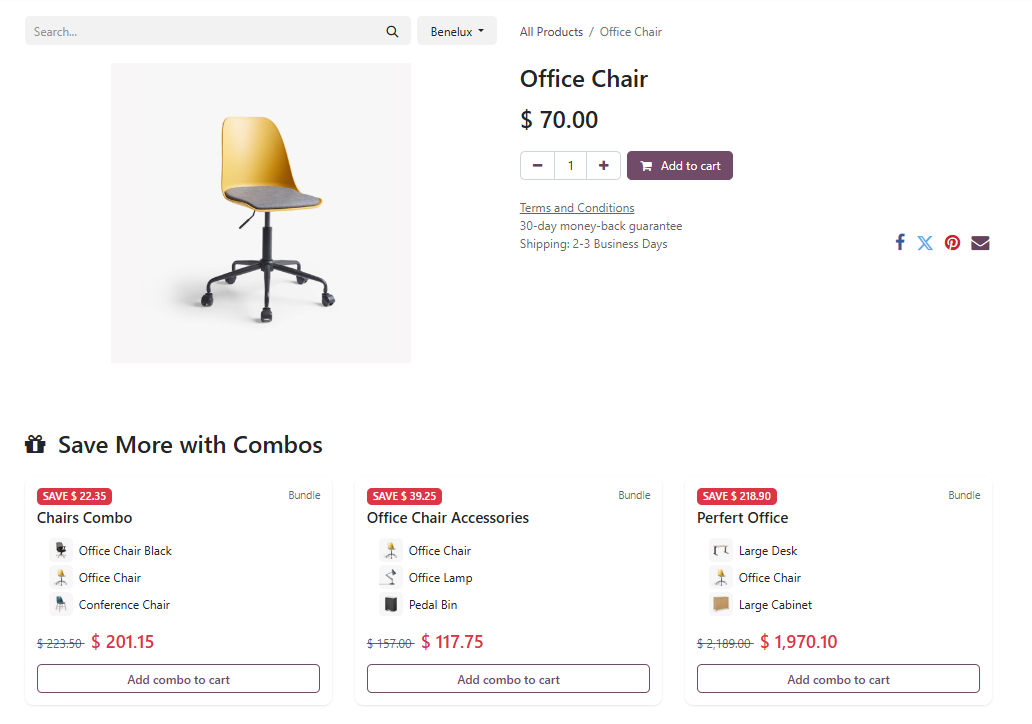 Search...
Benelux
All Products / Office Chair
Office Chair
$ 70.00
1
Add to cart
Terms and Conditions
30-day money-back guarantee
Shipping: 2-3 Business Days
Save More with Combos
SAVE $ 22.35
Bundle
Chairs Combo
Office Chair Black
Office Chair
Conference Chair
$ 223.50 $ 201.15
Add combo to cart
SAVE $ 39.25
Bundle
Office Chair Accessories
Office Chair
Office Lamp
Pedal Bin
$ 157.00 $ 117.75
Add combo to cart
SAVE $ 218.90
Bundle
Perfert Office
Large Desk
Office Chair
Large Cabinet
$ 2,189.00 $ 1,970.10
Add combo to cart